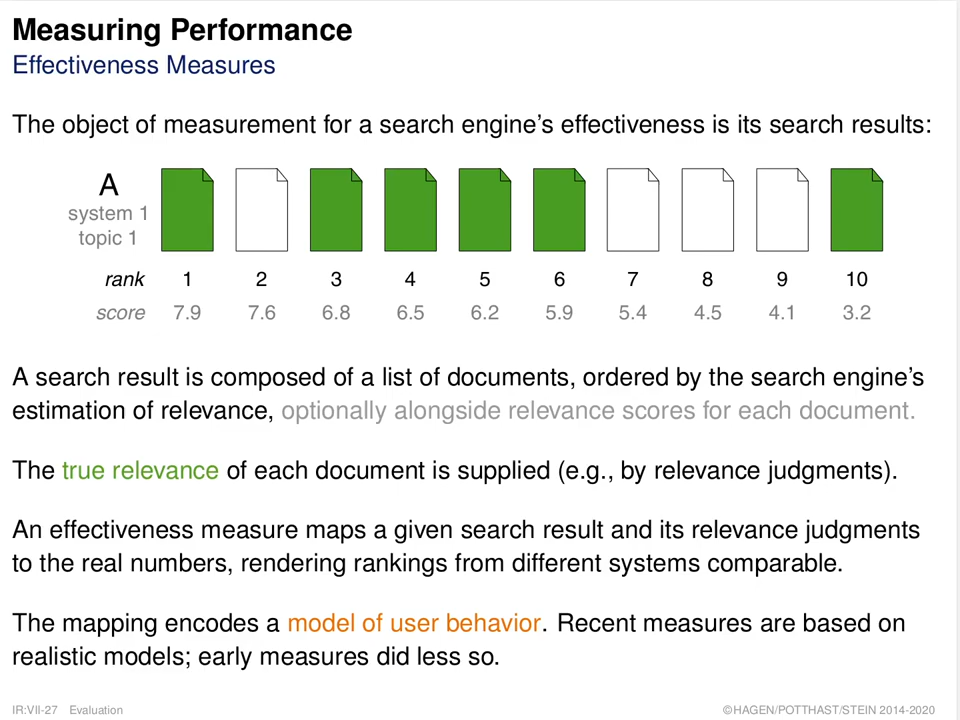 Measuring Performance
Effectiveness Measures
The object of measurement for a search engine's effectiveness is its search results:
A
system 1
topic 1
rank 1 2 3 4 5 6 7 8 9 10
score 7.9 7.6 6.8 6.5 6.2 5.9 5.4 4.5 4.1 3.2
A search result is composed of a list of documents, ordered by the search engine's
estimation of relevance, optionally alongside relevance scores for each document.
The true relevance of each document is supplied (e.g., by relevance judgments).
An effectiveness measure maps a given search result and its relevance judgments
to the real numbers, rendering rankings from different systems comparable.
The mapping encodes a model of user behavior. Recent measures are based on
realistic models; early measures did less so.
IR:VII-27 Evaluation ©HAGEN/POTTHAST/STEIN 2014-2020